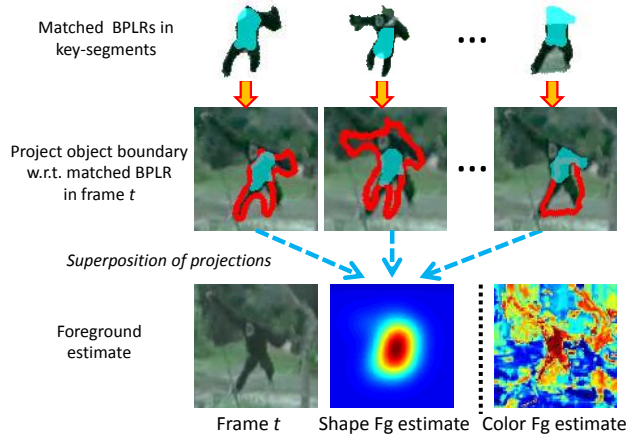 Matched BPLRs in
key-segments
...
Project object boundary
w.r.t. matched BPLR
in frame t
...
Superposition of projections
Foreground
estimate
Frame t
Shape Fg estimate
Color Fg estimate